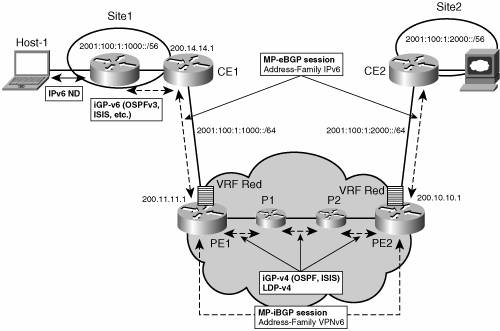 Site1
Site2
Host-1
2001:100:1:1000::/56
200.14.14.1
MP-eBGP session
Address-Family IPv6
2001:100:1:2000::/56
CE1
CE2
IPv6 ND
iGP-v6 (OSPFv3,
ISIS, etc.)
2001:100:1:1000::/64
2001:100:1:2000::/64
VRF Red
VRF Red
200.11.11.1
P1
P2
200.10.10.1
PE1
PE2
iGP-v4 (OSPF, ISIS)
LDP-v4
MP-iBGP session
Address-Family VPNv6